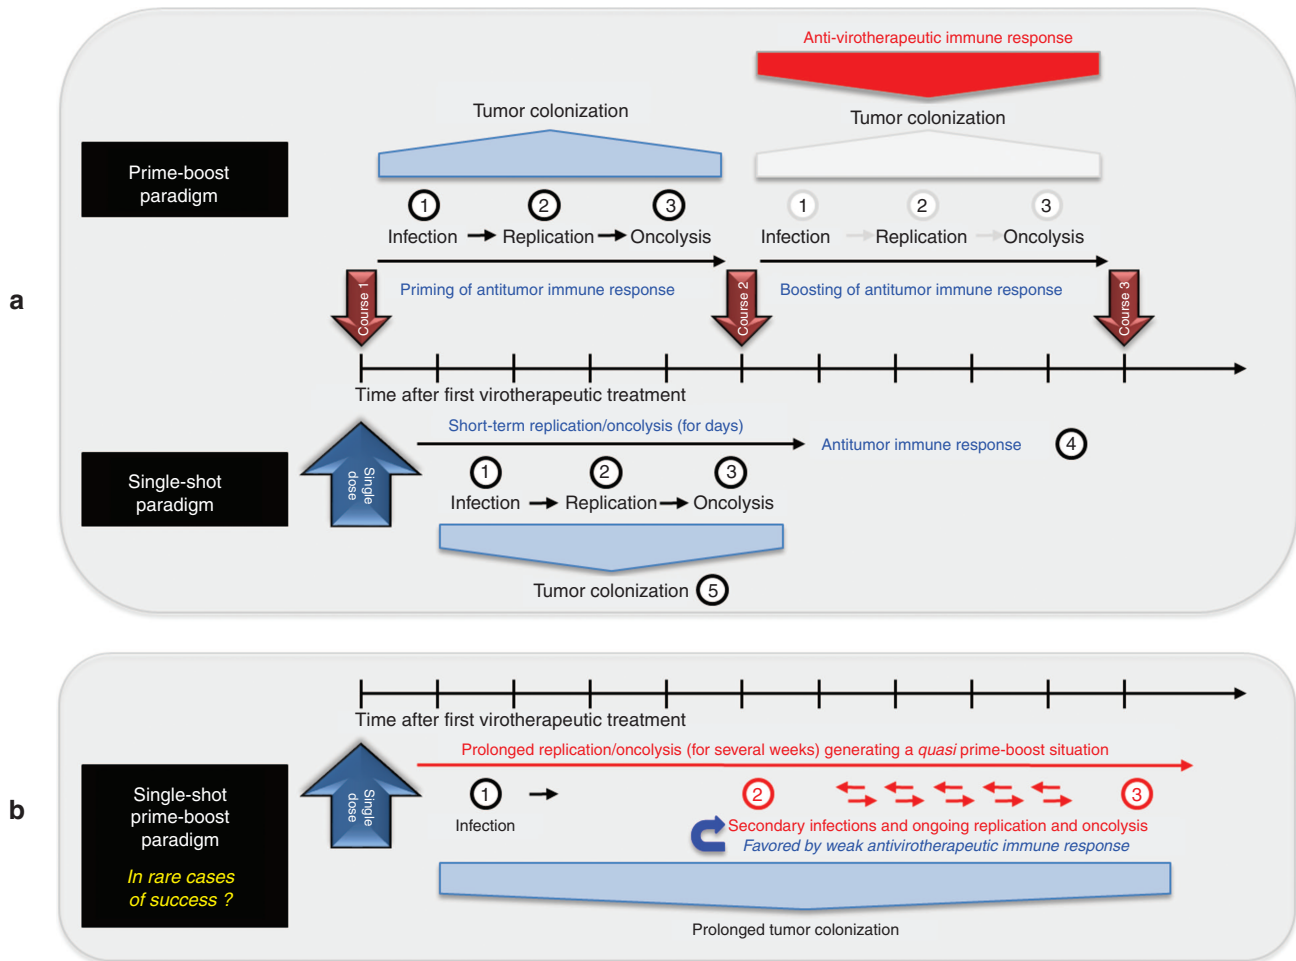 a
Prime-boost
paradigm
Tumor colonization
1
2
3
Infection
Replication
Oncolysis
Priming of antitumor immune response
Course 1
Anti-virotherapeutic immune response
Tumor colonization
1
2
3
Infection
Replication
Oncolysis
Boosting of antitumor immune response
Course 2
Course 3
Time after first virotherapeutic treatment
Single-shot
paradigm
Single
dose
Short-term replication/oncolysis (for days)
Antitumor immune response
4
1
2
3
Infection
Replication
Oncolysis
Tumor colonization
5
b
Time after first virotherapeutic treatment
Single-shot
prime-boost
paradigm
In rare cases
of success ?
Single
dose
Prolonged replication/oncolysis (for several weeks) generating a quasi prime-boost situation
1
2
3
Infection
Secondary infections and ongoing replication and oncolysis
Favored by weak antivirotherapeutic immune response
Prolonged tumor colonization